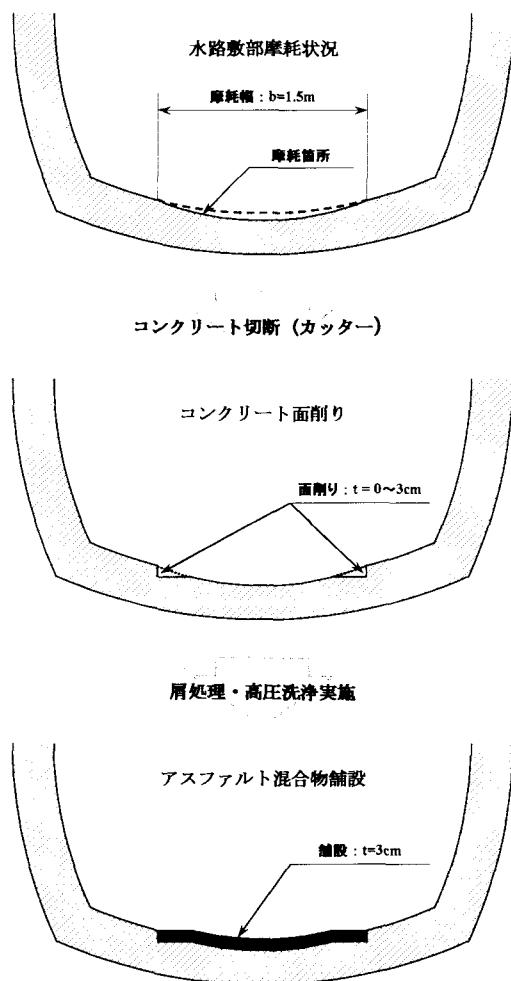 水路敷部摩耗状況
摩耗幅：b=1.5m
摩耗箇所
コンクリート切断（カッター）
コンクリート面削り
面削り：t = 0～3cm
屑処理・高圧洗浄実施
アスファルト混合物舗設
舗設：t=3cm